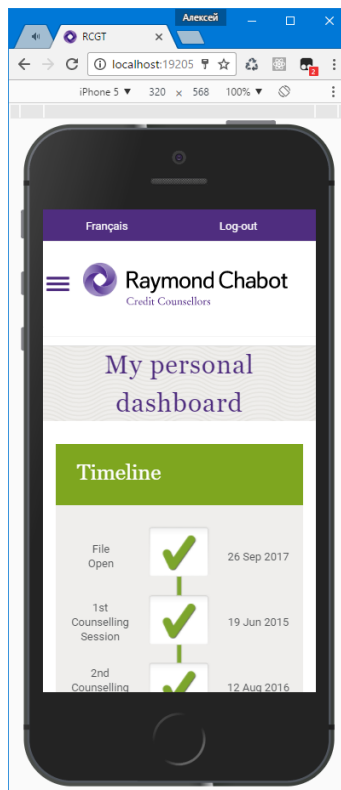 Алексей
RCGT
localhost:19205
2
iPhone 5 ▼ 320 × 568 100% ▼
Français Log-out
Raymond Chabot
Credit Counsellors
My personal
dashboard
Timeline
File
Open
26 Sep 2017
1st
Counselling
Session
19 Jun 2015
2nd
Counselling
12 Aug 2016